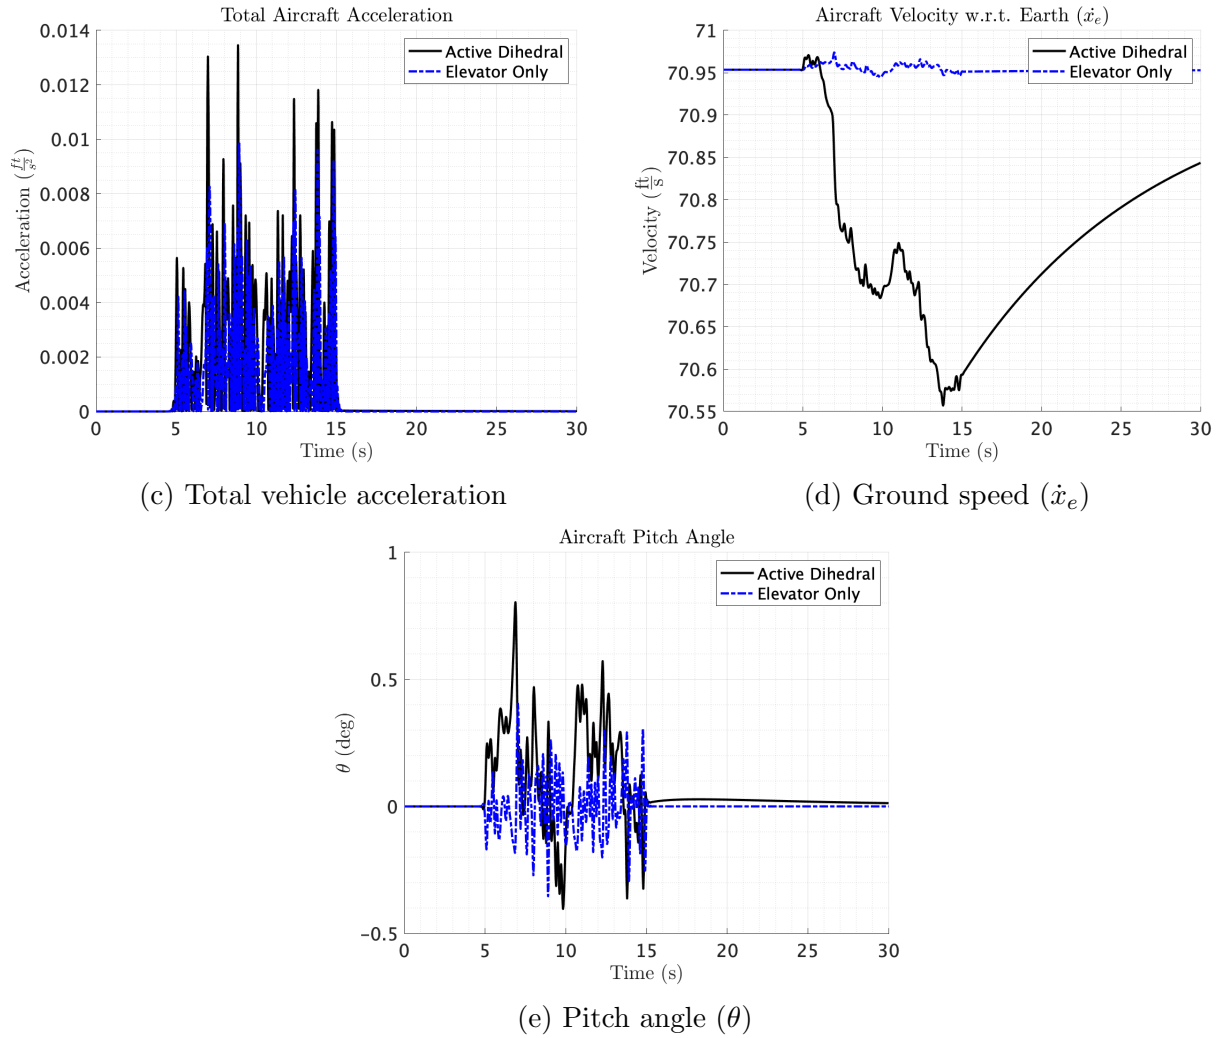 Total Aircraft Acceleration
0.014
0.012
0.01
0.008
0.006
0.004
0.002
0
Acceleration (ft/s²)
Active Dihedral
Elevator Only
0 5 10 15 20 25 30
Time (s)
(c) Total vehicle acceleration
Aircraft Velocity w.r.t. Earth (ẋₑ)
71
70.95
70.9
70.85
70.8
70.75
70.7
70.65
70.6
70.55
Velocity (ft/s)
Active Dihedral
Elevator Only
0 5 10 15 20 25 30
Time (s)
(d) Ground speed (ẋₑ)
Aircraft Pitch Angle
1
0.5
0
−0.5
θ (deg)
Active Dihedral
Elevator Only
0 5 10 15 20 25 30
Time (s)
(e) Pitch angle (θ)